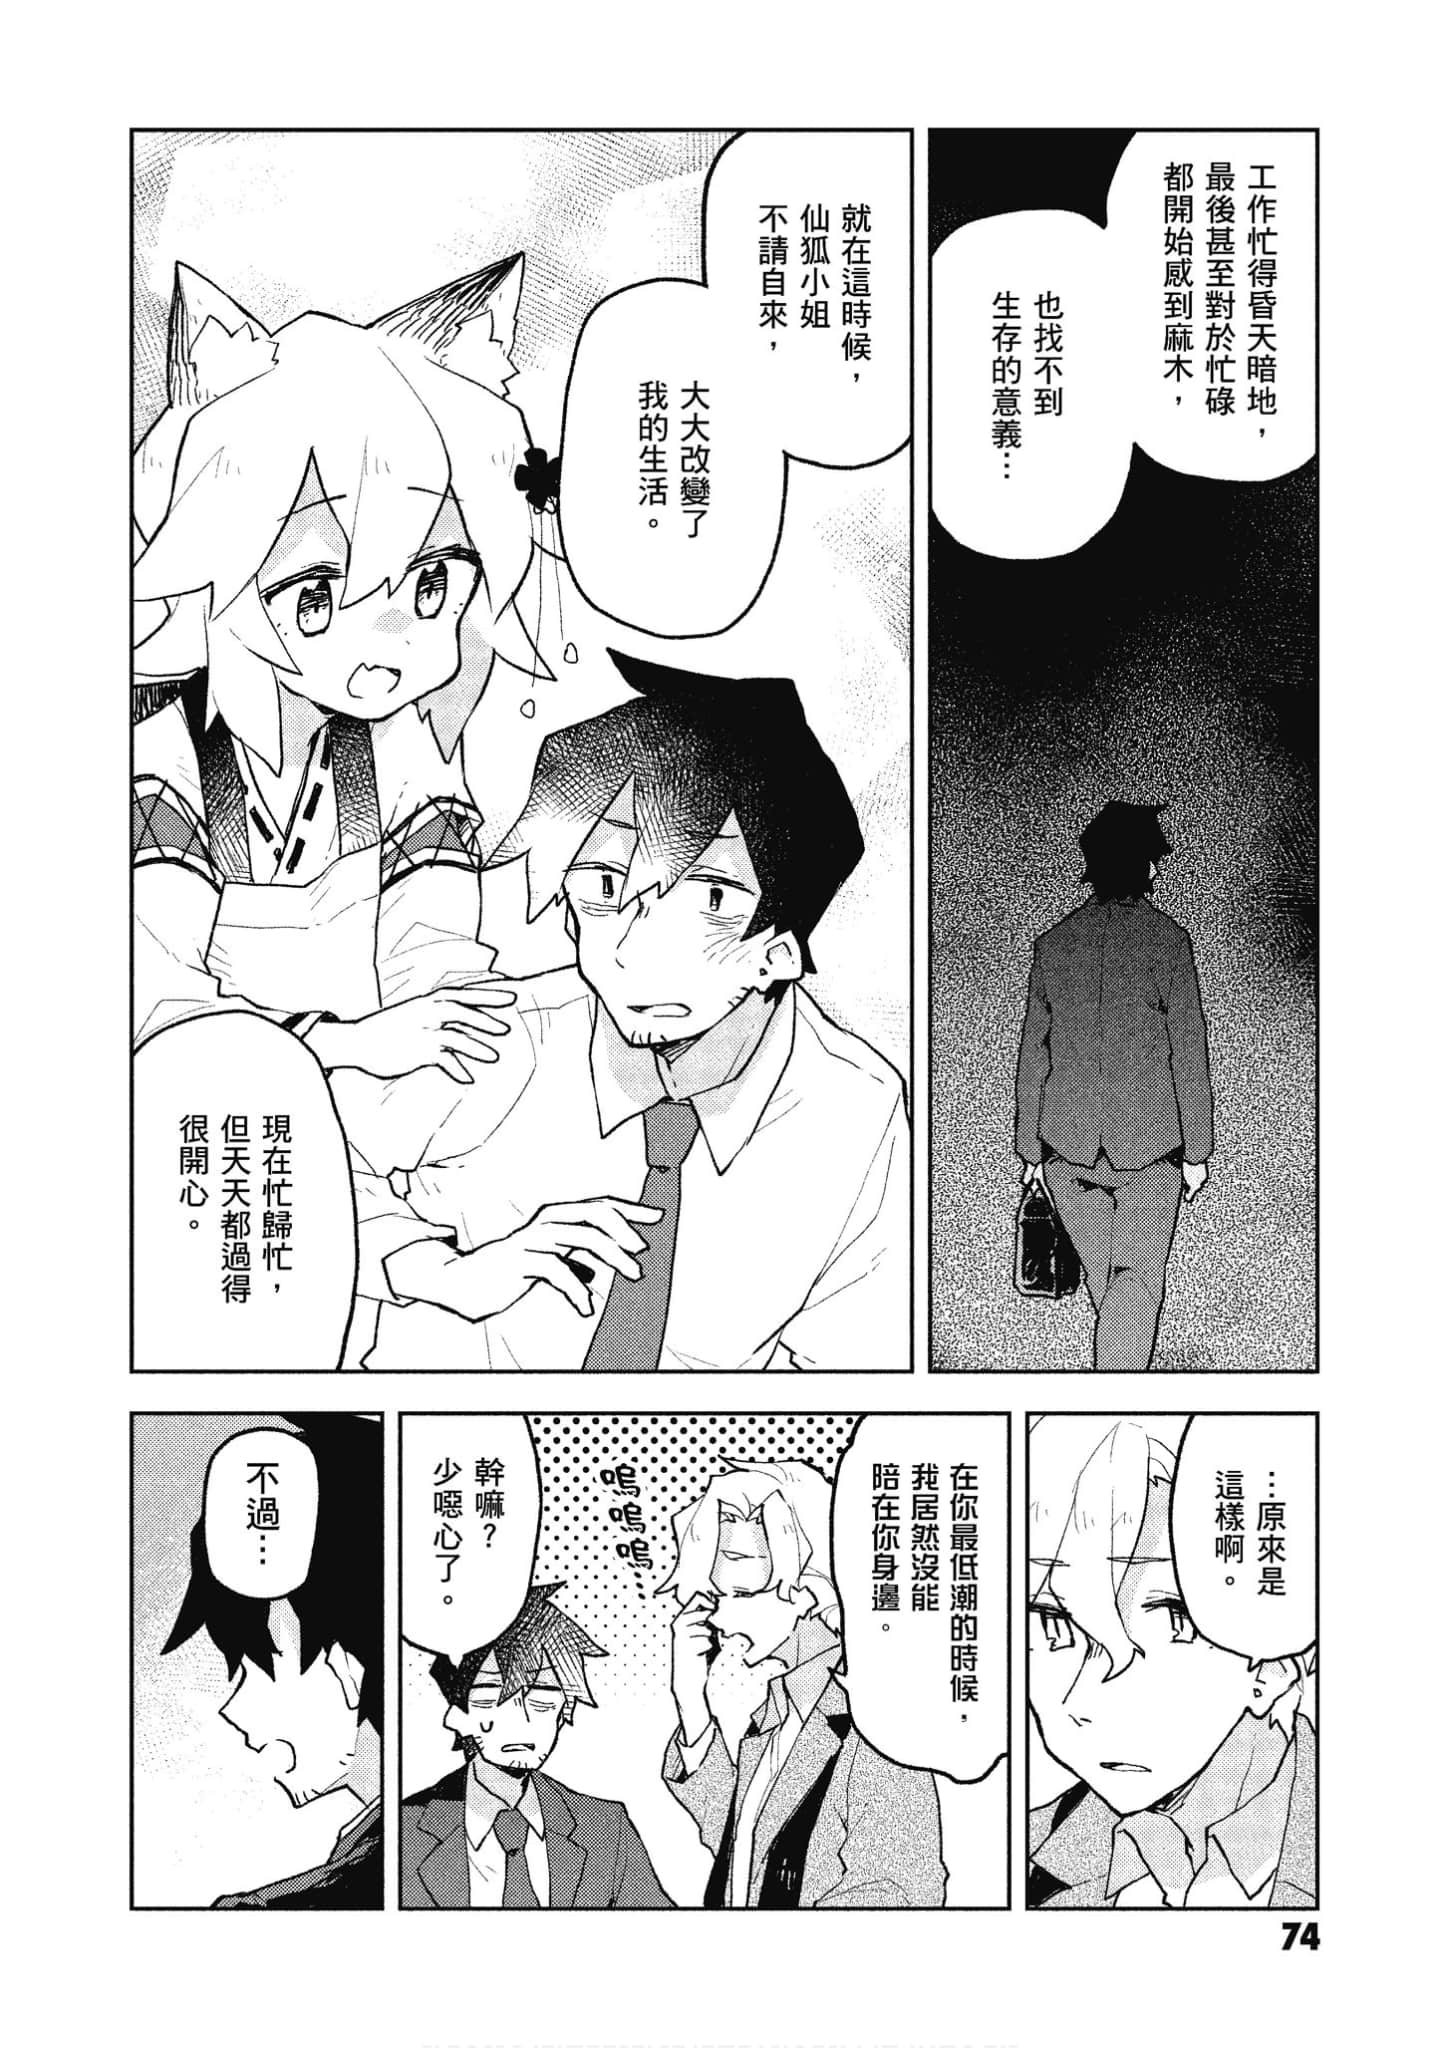 工作忙得昏天暗地，
最後甚至對於忙碌
都開始感到麻木，
也找不到
生存的意義…
就在這時候，
仙狐小姐
不請自來，
大大改變了
我的生活。
現在忙歸忙，
但天天都過得
很開心。
…原來是
這樣啊。
在你最低潮的時候，
我居然沒能
陪在你身邊。
嗚嗚嗚…
幹嘛？
少噁心了。
不過…
74